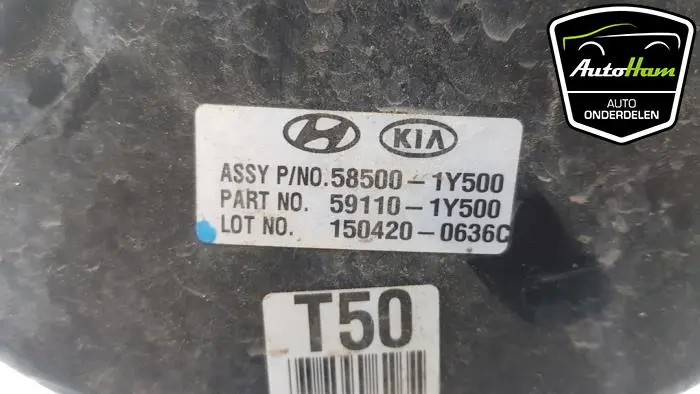 AutoHam
AUTO
ONDERDELEN
KIA
ASSY P/NO.58500-1Y500
PART NO. 59110-1Y500
LOT NO. 150420-0636C
T50